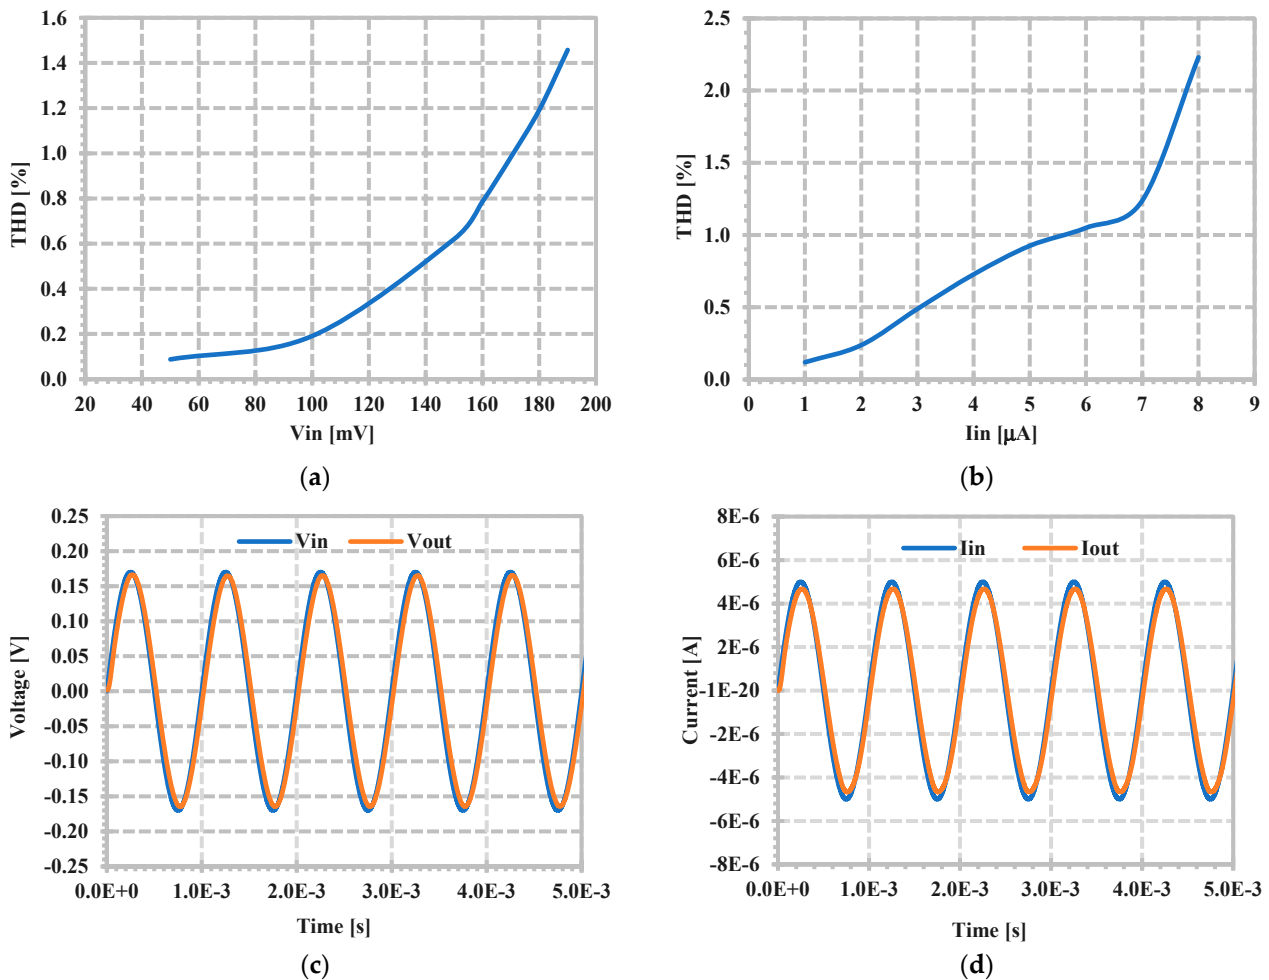 1.6
1.4
1.2
1.0
0.8
0.6
0.4
0.2
0.0
THD [%]
20 40 60 80 100 120 140 160 180 200
Vin [mV]
(a)
2.5
2.0
1.5
1.0
0.5
0.0
THD [%]
0 1 2 3 4 5 6 7 8 9
Iin [μA]
(b)
0.25
0.20
0.15
0.10
0.05
0.00
-0.05
-0.10
-0.15
-0.20
-0.25
Voltage [V]
Vin Vout
0.0E+0 1.0E-3 2.0E-3 3.0E-3 4.0E-3 5.0E-3
Time [s]
(c)
8E-6
6E-6
4E-6
2E-6
-1E-20
-2E-6
-4E-6
-6E-6
-8E-6
Current [A]
Iin Iout
0.0E+0 1.0E-3 2.0E-3 3.0E-3 4.0E-3 5.0E-3
Time [s]
(d)